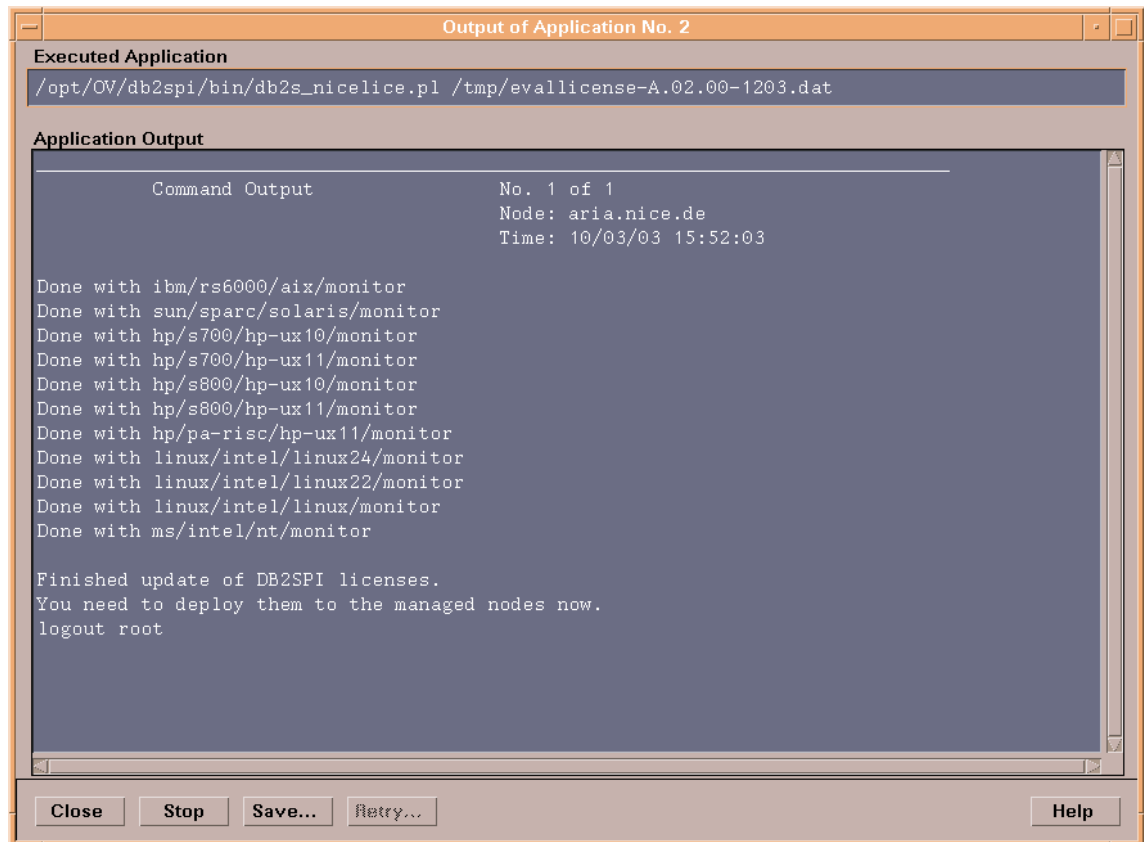 Output of Application No. 2
Executed Application
/opt/OV/db2spi/bin/db2s_nicelice.pl /tmp/evallicense-A.02.00-1203.dat
Application Output
Command Output No. 1 of 1
Node: aria.nice.de
Time: 10/03/03 15:52:03
Done with ibm/rs6000/aix/monitor
Done with sun/sparc/solaris/monitor
Done with hp/s700/hp-ux10/monitor
Done with hp/s700/hp-ux11/monitor
Done with hp/s800/hp-ux10/monitor
Done with hp/s800/hp-ux11/monitor
Done with hp/pa-risc/hp-ux11/monitor
Done with linux/intel/linux24/monitor
Done with linux/intel/linux22/monitor
Done with linux/intel/linux/monitor
Done with ms/intel/nt/monitor
Finished update of DB2SPI licenses.
You need to deploy them to the managed nodes now.
logout root
Close Stop Save... Retry... Help